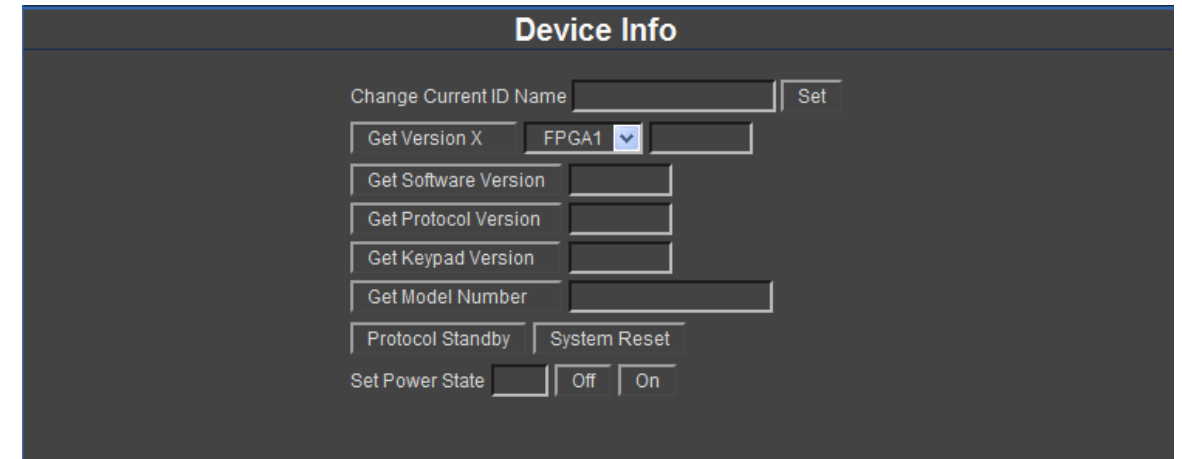 Device Info
Change Current ID Name Set
Get Version X FPGA1
Get Software Version
Get Protocol Version
Get Keypad Version
Get Model Number
Protocol Standby System Reset
Set Power State Off On